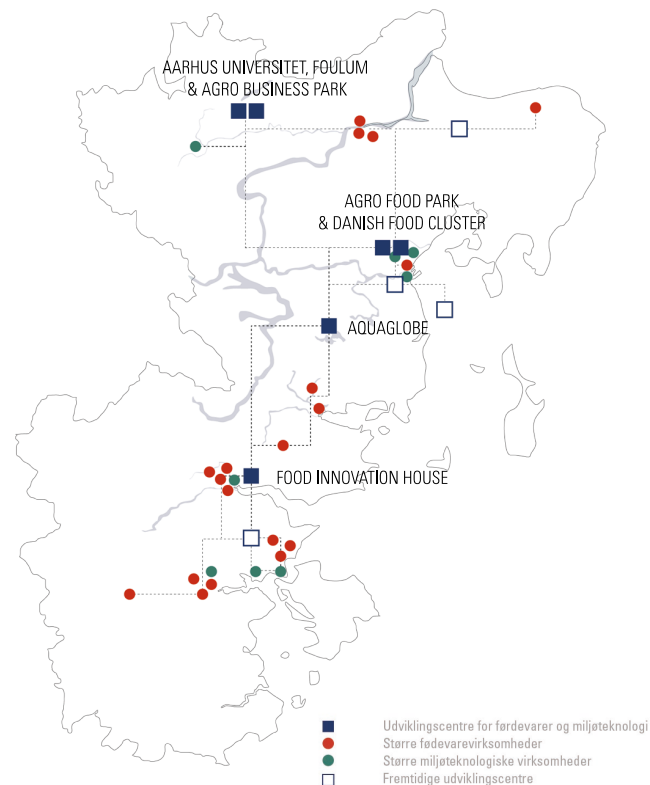 AARHUS UNIVERSITET, FOULUM
& AGRO BUSINESS PARK
AGRO FOOD PARK
& DANISH FOOD CLUSTER
AQUAGLOBE
FOOD INNOVATION HOUSE
Udviklingscentre for førdevarer og miljøteknologi
Større fødevarevirksomheder
Større miljøteknologiske virksomheder
Fremtidige udviklingscentre